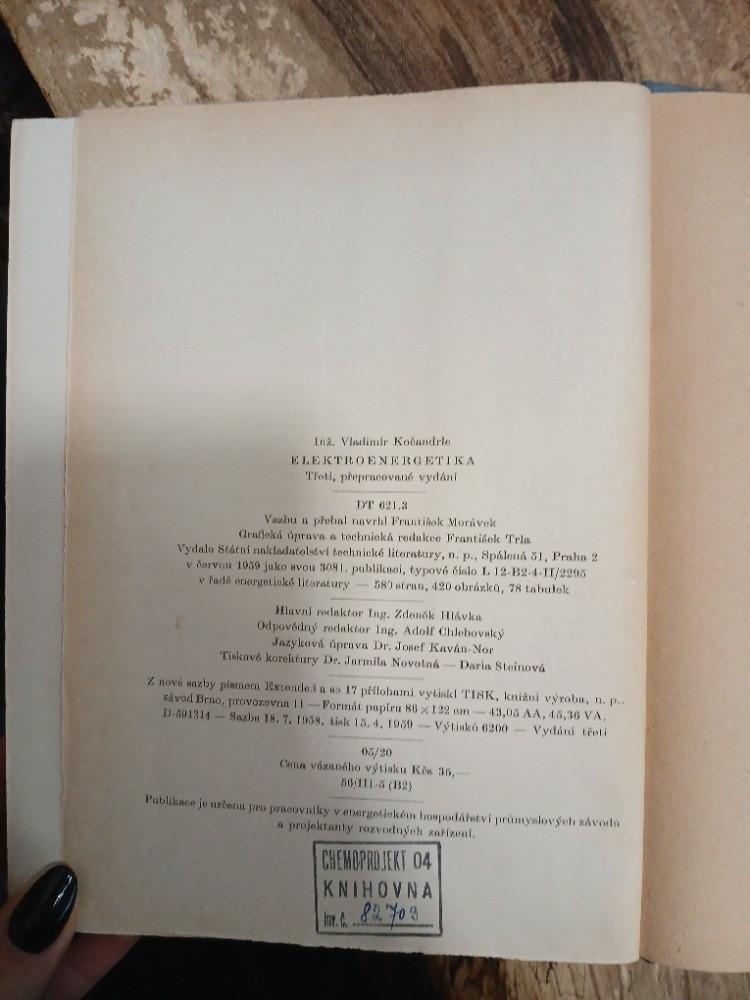 Inž. Vladimír Kočandrle
ELEKTROENERGETIKA
Třetí, přepracované vydání
DT 621.3
Vazbu a přebal navrhl František Morávek
Grafická úprava a technická redakce František Trla
Vydalo Státní nakladatelství technické literatury, n. p., Spálená 51, Praha 2
v červnu 1959 jako svou 3081. publikaci, typové číslo L 12-B2-4-II/2295
v řadě energetické literatury — 580 stran, 420 obrázků, 78 tabulek
Hlavní redaktor Ing. Zdeněk Hlávka
Odpovědný redaktor Ing. Adolf Chlebovský
Jazyková úprava Dr. Josef Kaván-Nor
Tiskové korektury Dr. Jarmila Novotná — Daria Steinová
Z nové sazby písmem Extended a se 17 přílohami vytiskl TISK, knižní výroba, n. p.,
závod Brno, provozovna 11 — Formát papíru 86 × 122 cm — 43,05 AA, 45,36 VA,
D-591314 — Sazba 18. 7. 1958, tisk 15. 4. 1959 — Výtisků 6200 — Vydání třetí
05/20
Cena vázaného výtisku Kčs 35,—
56/III-5 (B2)
Publikace je určena pro pracovníky v energetickém hospodářství průmyslových závodů
a projektanty rozvodných zařízení.
CHEMOPROJEKT 04
KNIHOVNA
inv. č. 82703